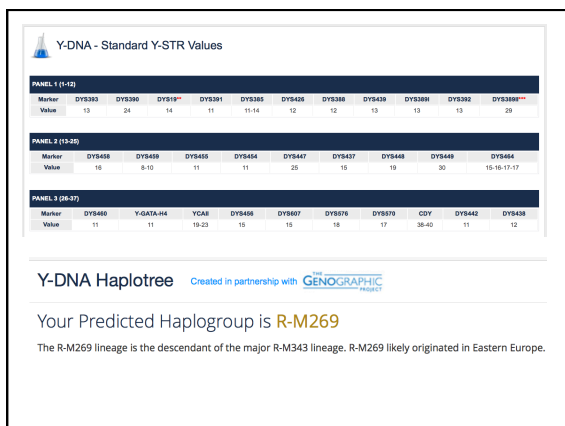 Y-DNA - Standard Y-STR Values
PANEL 1 (1-12)
Marker DYS393 DYS390 DYS19** DYS391 DYS385 DYS426 DYS388 DYS439 DYS389I DYS392 DYS389II***
Value 13 24 14 11 11-14 12 12 13 13 13 29
PANEL 2 (13-25)
Marker DYS458 DYS459 DYS455 DYS454 DYS447 DYS437 DYS448 DYS449 DYS464
Value 16 8-10 11 11 25 15 19 30 15-16-17-17
PANEL 3 (26-37)
Marker DYS460 Y-GATA-H4 YCAII DYS456 DYS607 DYS576 DYS570 CDY DYS442 DYS438
Value 11 11 19-23 15 15 18 17 38-40 11 12
Y-DNA Haplotree Created in partnership with THE GENOGRAPHIC PROJECT
Your Predicted Haplogroup is R-M269
The R-M269 lineage is the descendant of the major R-M343 lineage. R-M269 likely originated in Eastern Europe.